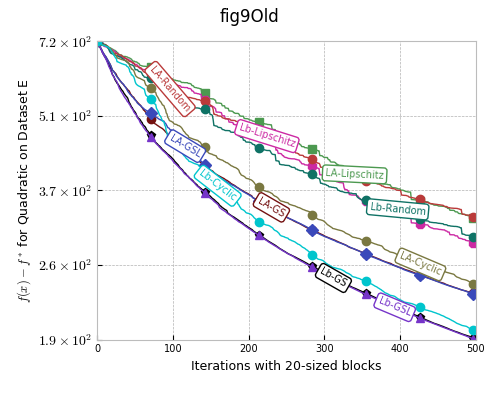 fig9Old
7.2 × 10²
5.1 × 10²
3.7 × 10²
2.6 × 10²
1.9 × 10²
f(x) − f* for Quadratic on Dataset E
LA-Random
Lb-Lipschitz
LA-GSL
LA-Lipschitz
Lb-Cyclic
LA-GS
Lb-Random
LA-Cyclic
Lb-GS
Lb-GSL
0 100 200 300 400 500
Iterations with 20-sized blocks